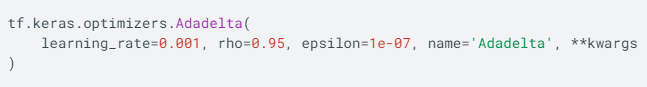 tf.keras.optimizers.Adadelta(
    learning_rate=0.001, rho=0.95, epsilon=1e-07, name='Adadelta', **kwargs
)